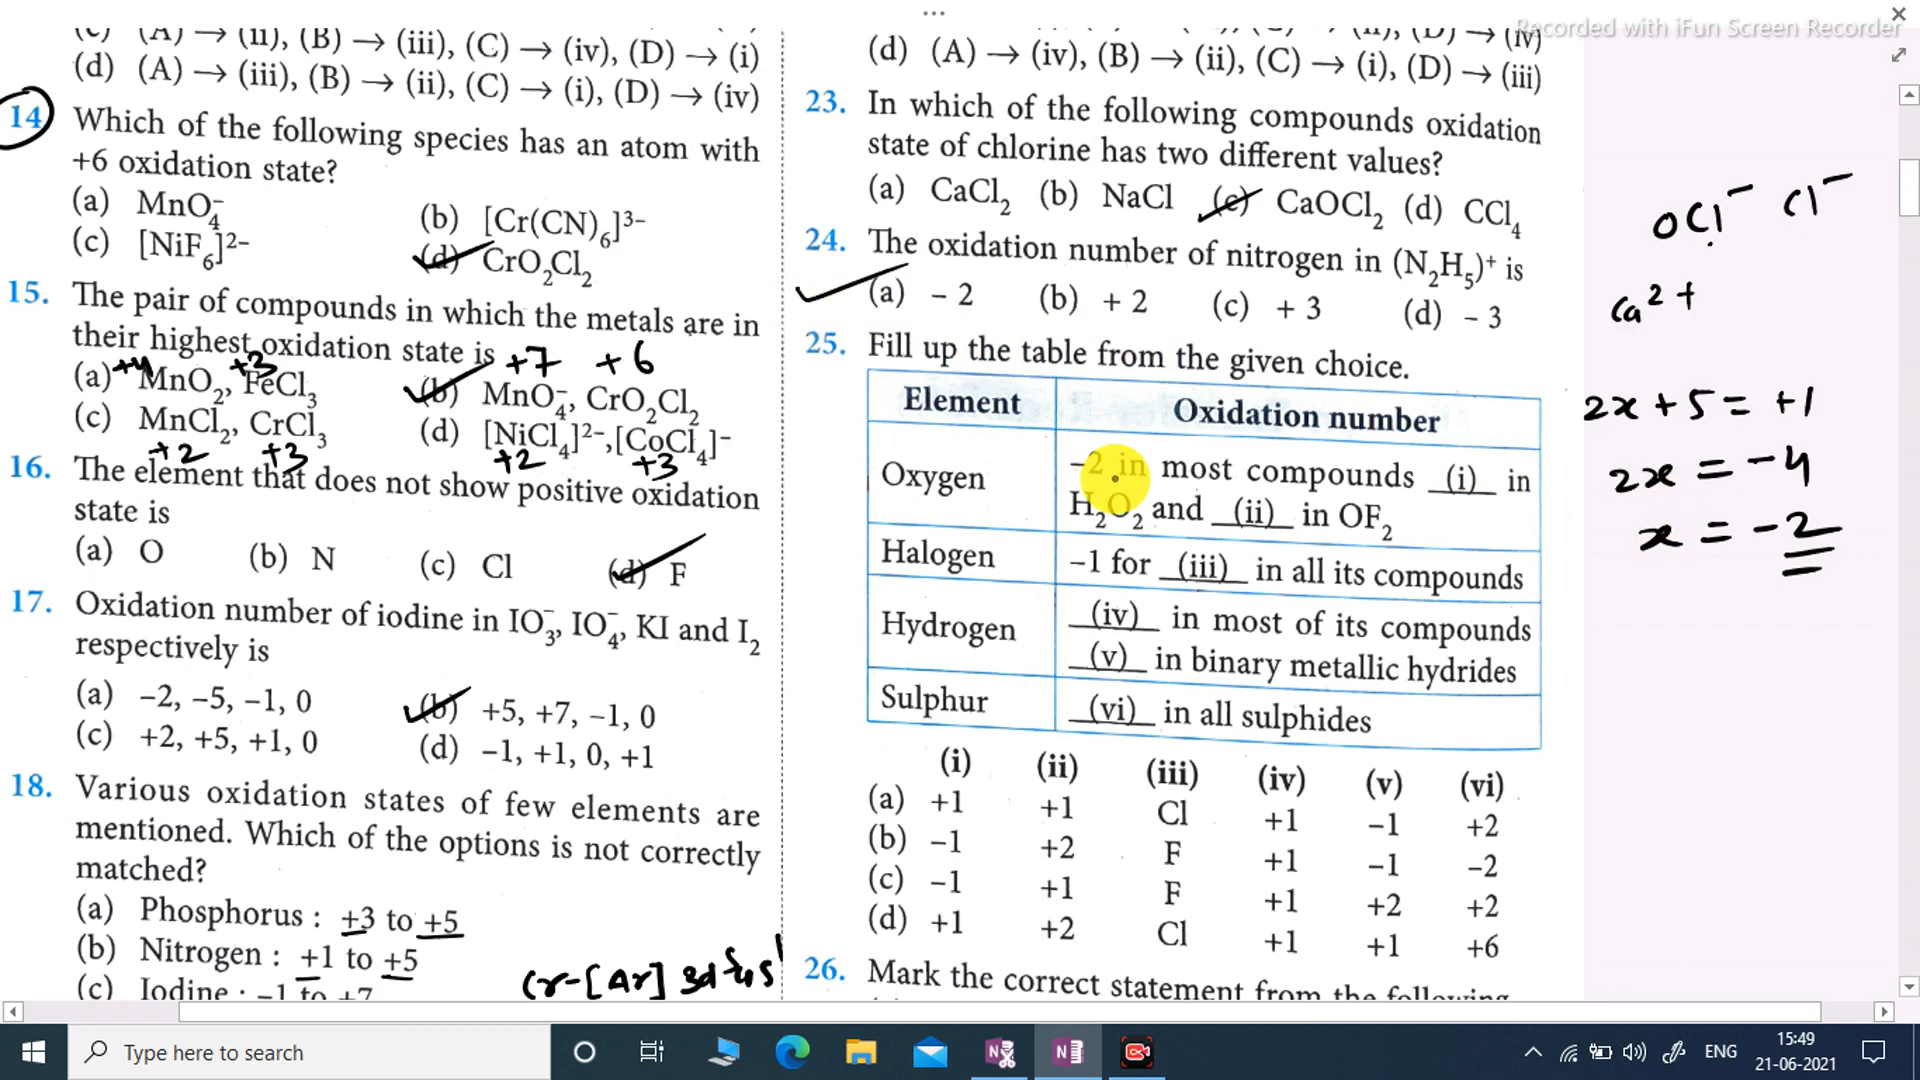 Recorded with iFun Screen Recorder
(c) (A) → (ii), (B) → (iii), (C) → (iv), (D) → (i)
(d) (A) → (iii), (B) → (ii), (C) → (i), (D) → (iv)
14. Which of the following species has an atom with
+6 oxidation state?
(a) MnO₄⁻ (b) [Cr(CN)₆]³⁻
(c) [NiF₆]²⁻ (d) CrO₂Cl₂
15. The pair of compounds in which the metals are in
their highest oxidation state is
+7 +6
+4 +3
(a) MnO₂, FeCl₃ (b) MnO₄⁻, CrO₂Cl₂
(c) MnCl₂, CrCl₃ (d) [NiCl₄]²⁻,[CoCl₄]⁻
+2 +3 +2 +3
16. The element that does not show positive oxidation
state is
(a) O (b) N (c) Cl (d) F
17. Oxidation number of iodine in IO₃⁻, IO₄⁻, KI and I₂
respectively is
(a) –2, –5, –1, 0 (b) +5, +7, –1, 0
(c) +2, +5, +1, 0 (d) –1, +1, 0, +1
18. Various oxidation states of few elements are
mentioned. Which of the options is not correctly
matched?
(a) Phosphorus : +3 to +5
(b) Nitrogen : +1 to +5
(c) Iodine : –1 to +7
Cr-[Ar] 3d⁵4s¹
(d) (A) → (iv), (B) → (ii), (C) → (i), (D) → (iii)
23. In which of the following compounds oxidation
state of chlorine has two different values?
(a) CaCl₂ (b) NaCl (c) CaOCl₂ (d) CCl₄
24. The oxidation number of nitrogen in (N₂H₅)⁺ is
(a) – 2 (b) + 2 (c) + 3 (d) – 3
25. Fill up the table from the given choice.
Element Oxidation number
Oxygen –2 in most compounds (i) in
H₂O₂ and (ii) in OF₂
Halogen –1 for (iii) in all its compounds
Hydrogen (iv) in most of its compounds
(v) in binary metallic hydrides
Sulphur (vi) in all sulphides
(i) (ii) (iii) (iv) (v) (vi)
(a) +1 +1 Cl +1 –1 +2
(b) –1 +2 F +1 –1 –2
(c) –1 +1 F +1 +2 +2
(d) +1 +2 Cl +1 +1 +6
26. Mark the correct statement from the following
OCl⁻ Cl⁻
Ca²⁺
2x + 5 = +1
2x = -4
x = -2
Type here to search
ENG
15:49
21-06-2021